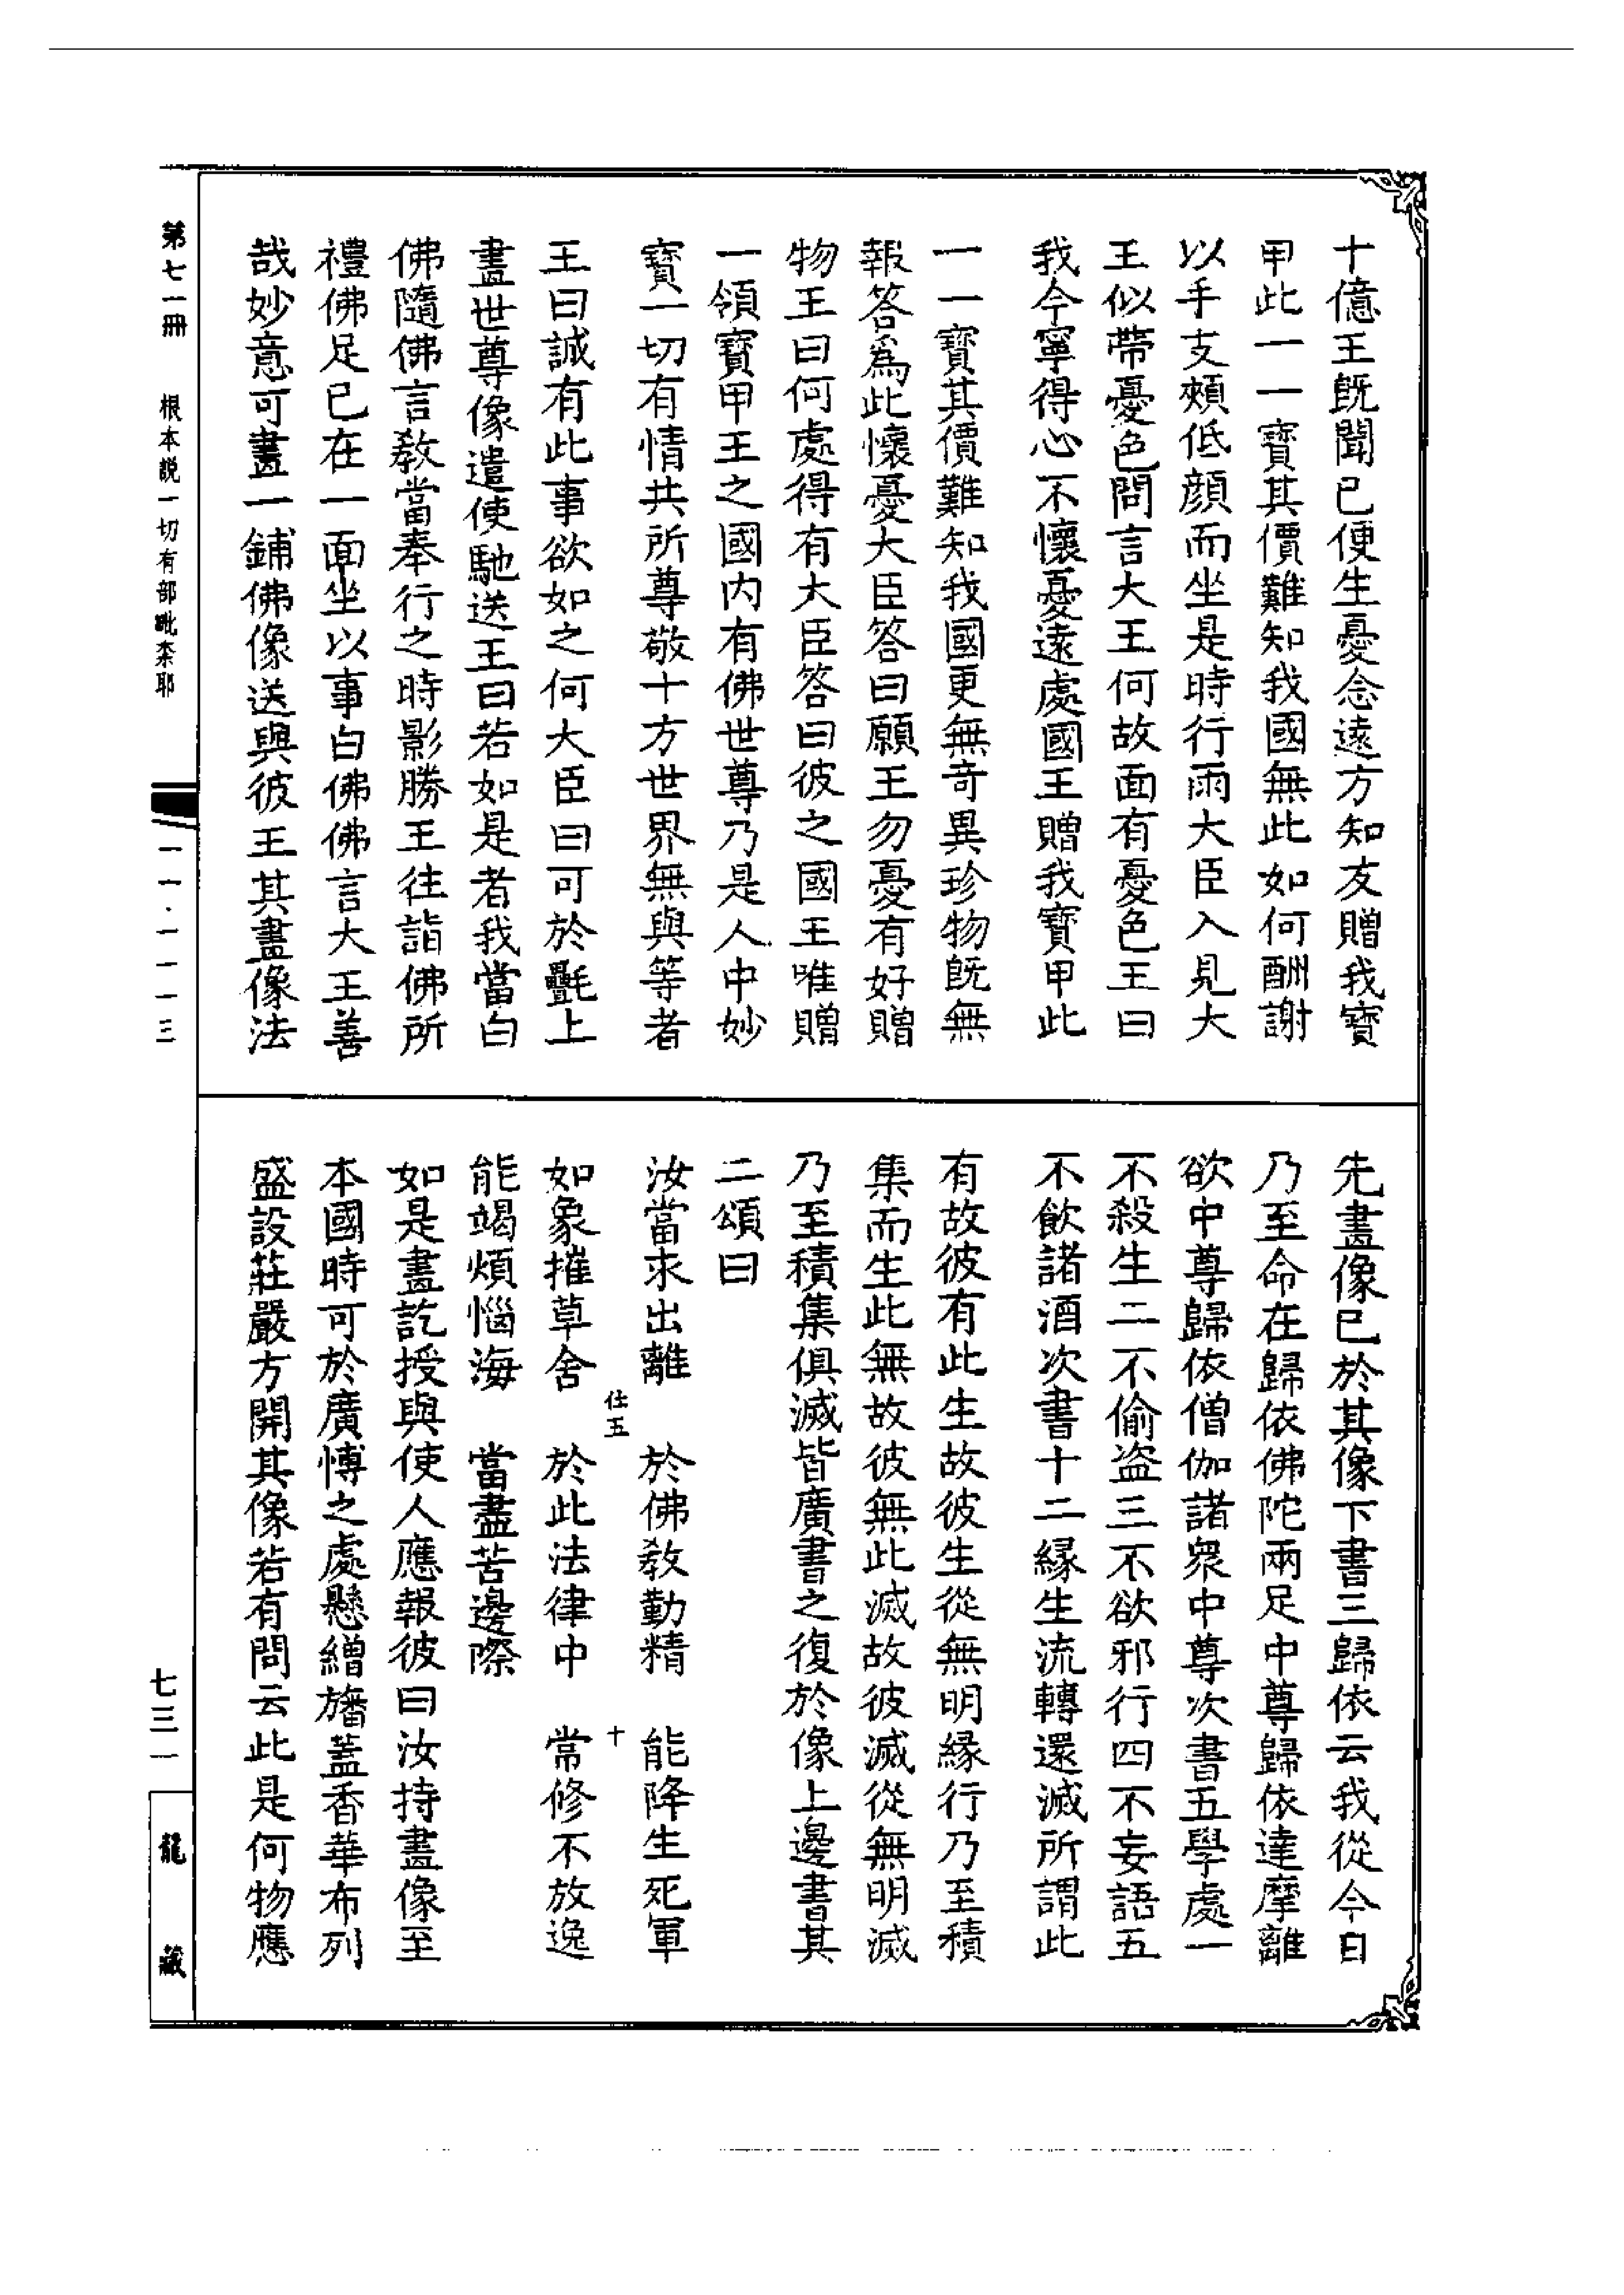 十億王既聞已便生憂念遠方知友贈我寶
甲此一一寶其價難知我國無此如何酬謝
以手支頰低顏而坐是時行雨大臣入見大
王似帶憂色問言大王何故面有憂色王曰
我今寧得心不懷憂遠處國王贈我寶甲此
一一寶其價難知我國更無奇異珍物既無
報答爲此懷憂大臣答曰願王勿憂有好贈
物王曰何處得有大臣答曰彼之國王唯贈
一領寶甲王之國內有佛世尊乃是人中妙
寶一切有情共所尊敬十方世界無與等者
王曰誠有此事欲如之何大臣曰可於氎上
畫世尊像遣使馳送王曰若如是者我當白
佛隨佛言教當奉行之時影勝王往詣佛所
禮佛足已在一面坐以事白佛佛言大王善
哉妙意可畫一鋪佛像送與彼王其畫像法
先畫像已於其像下書三歸依云我從今日
乃至命在歸依佛陀兩足中尊歸依達摩離
欲中尊歸依僧伽諸衆中尊次書五學處一
不殺生二不偷盜三不欲邪行四不妄語五
不飲諸酒次書十二緣生流轉還滅所謂此
有故彼有此生故彼生從無明緣行乃至積
集而生此無故彼無此滅故彼滅從無明滅
乃至積集俱滅皆廣書之復於像上邊書其
二頌曰
汝當求出離　於佛教勤精　能降生死軍
仕五　十
如象摧草舍　於此法律中　常修不放逸
能竭煩惱海　當盡苦邊際
如是畫訖授與使人應報彼曰汝持畫像至
本國時可於廣博之處懸繒旛蓋香華布列
盛設莊嚴方開其像若有問云此是何物應
第七一冊　根本說一切有部毗奈耶　一一·一一一三
七三一
龍藏